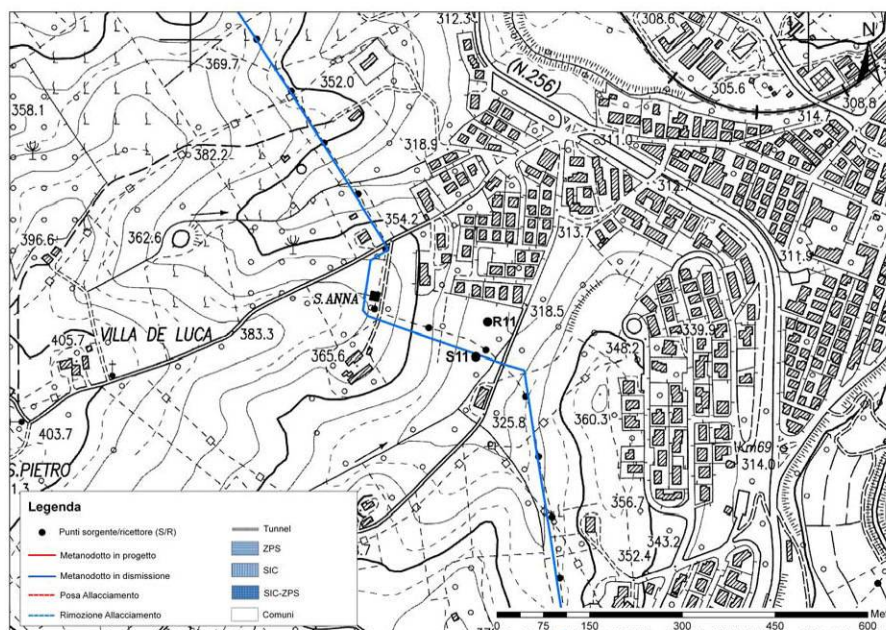 312.3
308.6
N
369.7
352.0
(N.256)
305.6
308.8
358.1
314.7
318.9
311.0
382.2
312.7
354.2
396.6
362.6
313.7
311.9
S.ANNA
318.5
R11
VILLA DE LUCA
383.3
339.9
405.7
365.6
S11
348.2
325.8
360.3
403.7
Km69
314.0
S.PIETRO
356.7
343.2
352.4
Legenda
Punti sorgente/ricettore (S/R)
Metanodotto in progetto
Metanodotto in dismissione
Posa Allacciamento
Rimozione Allacciamento
Tunnel
ZPS
SIC
SIC-ZPS
Comuni
0 75 150 300 450 600
Me